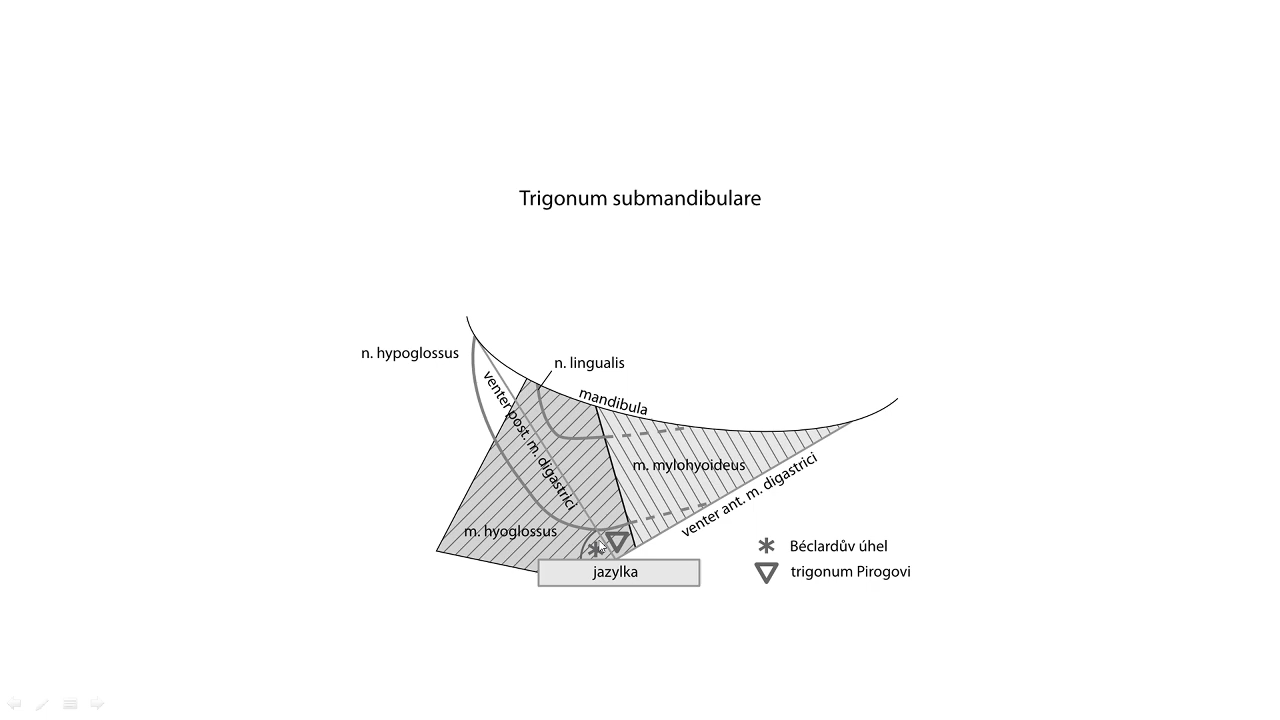 Trigonum submandibulare
n. hypoglossus
n. lingualis
mandibula
venter post. m. digastrici
m. mylohyoideus
venter ant. m. digastrici
m. hyoglossus
jazylka
Béclardův úhel
trigonum Pirogovi